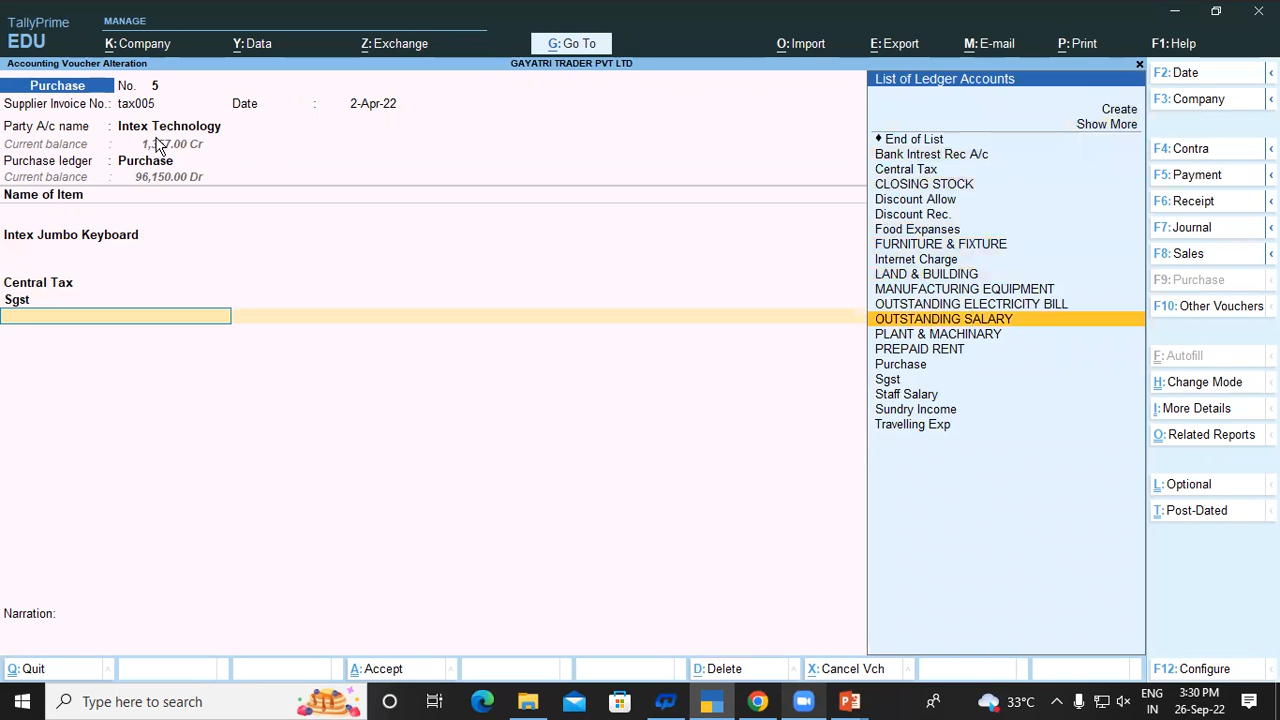 TallyPrime
EDU
MANAGE
K: Company
Y: Data
Z: Exchange
G: Go To
O: Import
E: Export
M: E-mail
P: Print
F1: Help
Accounting Voucher Alteration
GAYATRI TRADER PVT LTD
Purchase No. 5
Supplier Invoice No.: tax005 Date : 2-Apr-22
Party A/c name : Intex Technology
Current balance : Cr
Purchase ledger : Purchase
Current balance : 96,150.00 Dr
Name of Item
Intex Jumbo Keyboard
Central Tax
Sgst
Narration:
List of Ledger Accounts
Create
Show More
♦ End of List
Bank Intrest Rec A/c
Central Tax
CLOSING STOCK
Discount Allow
Discount Rec.
Food Expanses
FURNITURE & FIXTURE
Internet Charge
LAND & BUILDING
MANUFACTURING EQUIPMENT
OUTSTANDING ELECTRICITY BILL
OUTSTANDING SALARY
PLANT & MACHINARY
PREPAID RENT
Purchase
Sgst
Staff Salary
Sundry Income
Travelling Exp
F2: Date
F3: Company
F4: Contra
F5: Payment
F6: Receipt
F7: Journal
F8: Sales
F9: Purchase
F10: Other Vouchers
F: Autofill
H: Change Mode
I: More Details
O: Related Reports
L: Optional
T: Post-Dated
F12: Configure
Q: Quit
A: Accept
D: Delete
X: Cancel Vch
Type here to search
33°C
ENG
IN
3:30 PM
26-Sep-22